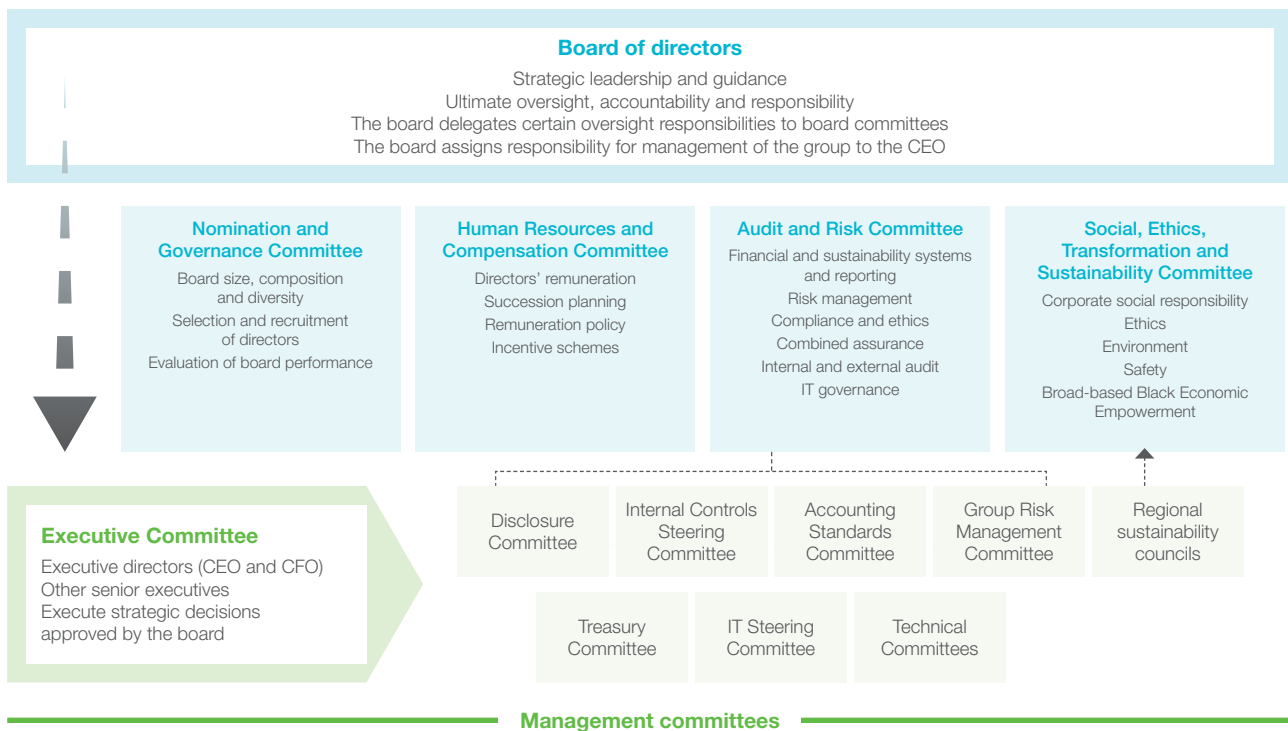 Board of directors
Strategic leadership and guidance
Ultimate oversight, accountability and responsibility
The board delegates certain oversight responsibilities to board committees
The board assigns responsibility for management of the group to the CEO
Nomination and
Governance Committee
Board size, composition
and diversity
Selection and recruitment
of directors
Evaluation of board performance
Human Resources and
Compensation Committee
Directors’ remuneration
Succession planning
Remuneration policy
Incentive schemes
Audit and Risk Committee
Financial and sustainability systems
and reporting
Risk management
Compliance and ethics
Combined assurance
Internal and external audit
IT governance
Social, Ethics,
Transformation and
Sustainability Committee
Corporate social responsibility
Ethics
Environment
Safety
Broad-based Black Economic
Empowerment
Executive Committee
Executive directors (CEO and CFO)
Other senior executives
Execute strategic decisions
approved by the board
Disclosure
Committee
Internal Controls
Steering
Committee
Accounting
Standards
Committee
Group Risk
Management
Committee
Regional
sustainability
councils
Treasury
Committee
IT Steering
Committee
Technical
Committees
Management committees